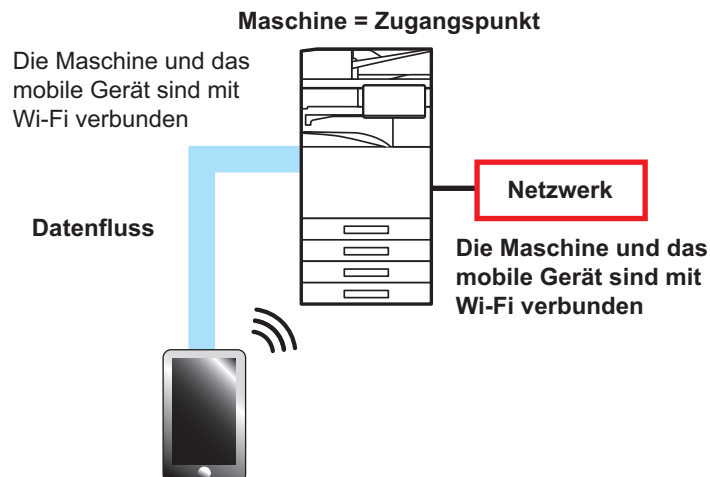 Maschine = Zugangspunkt
Die Maschine und das
mobile Gerät sind mit
Wi-Fi verbunden
Netzwerk
Datenfluss
Die Maschine und das
mobile Gerät sind mit
Wi-Fi verbunden